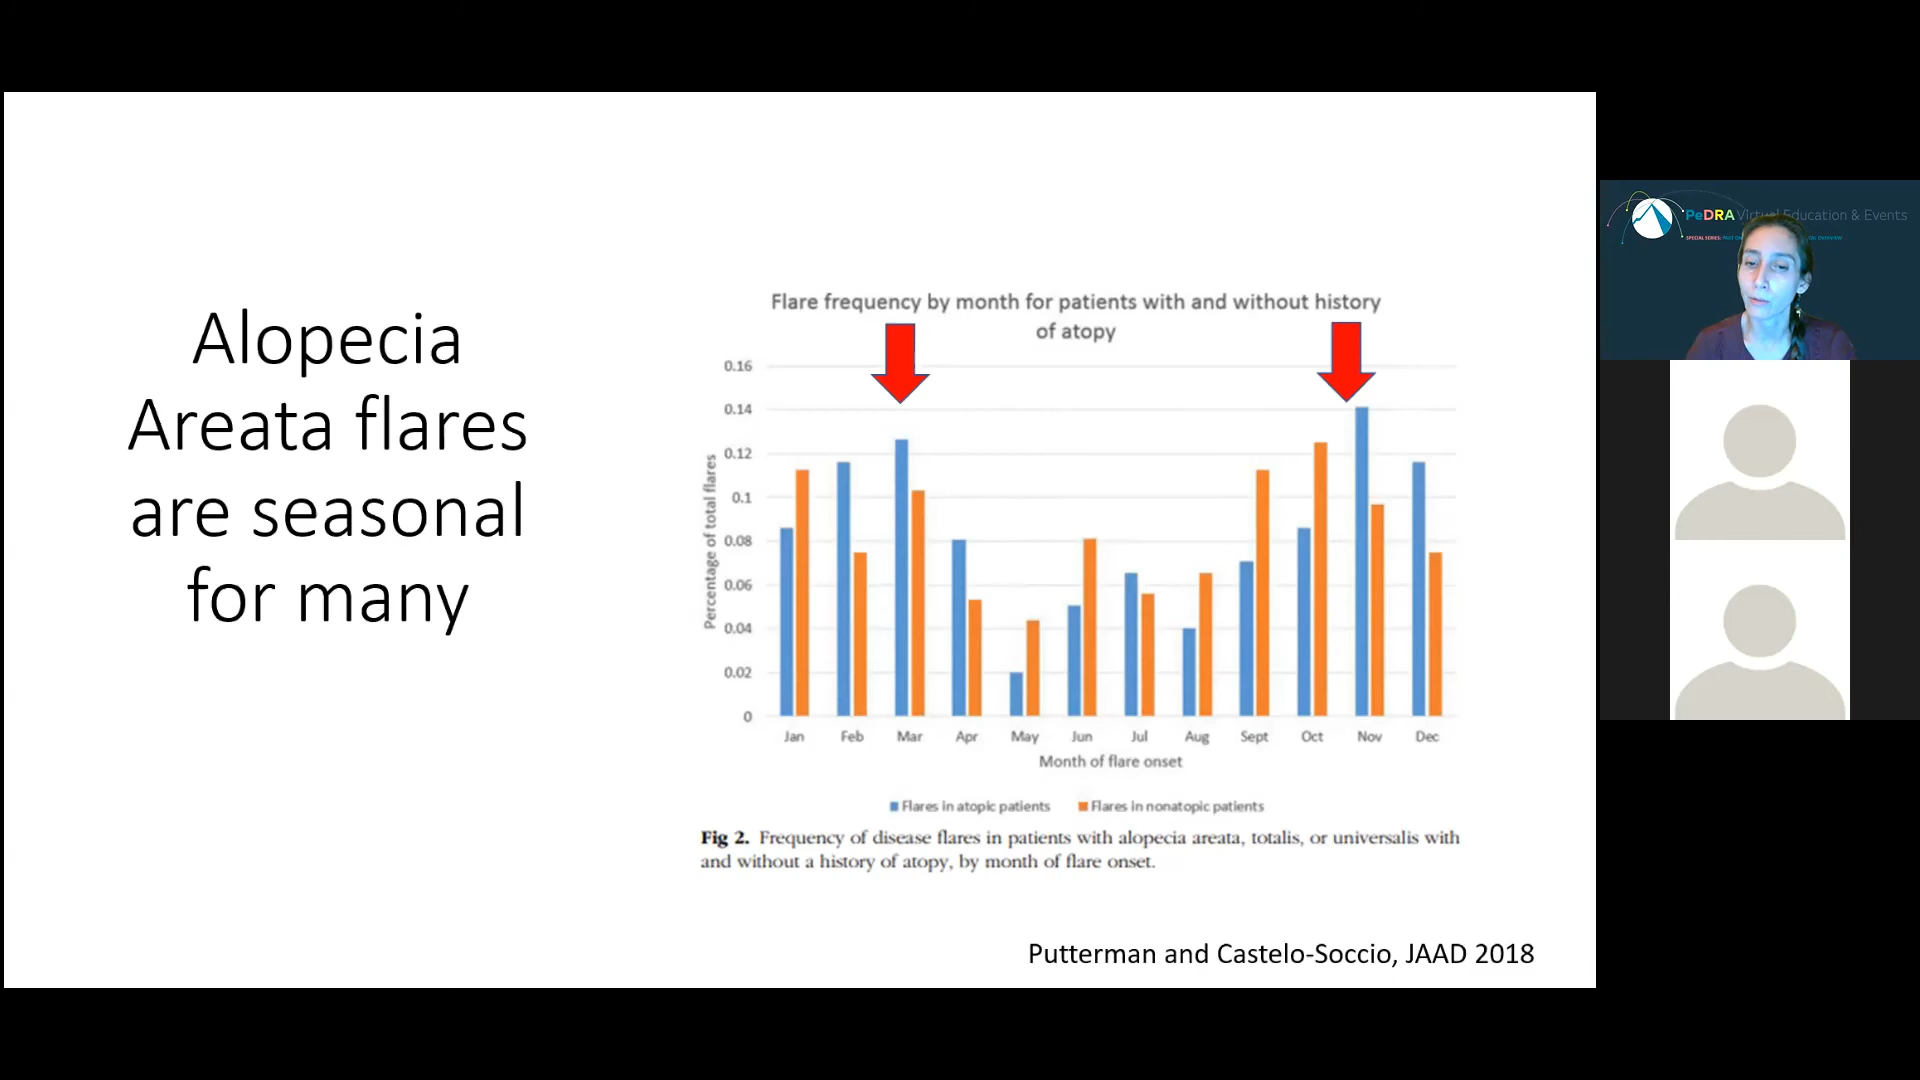 Alopecia
Areata flares
are seasonal
for many
Flare frequency by month for patients with and without history
of atopy
Percentage of total flares
0.16
0.14
0.12
0.1
0.08
0.06
0.04
0.02
0
Jan Feb Mar Apr May Jun Jul Aug Sept Oct Nov Dec
Month of flare onset
Flares in atopic patients Flares in nonatopic patients
Fig 2. Frequency of disease flares in patients with alopecia areata, totalis, or universalis with
and without a history of atopy, by month of flare onset.
Putterman and Castelo-Soccio, JAAD 2018
PeDRA Virtual Education & Events
SPECIAL SERIES: OVERVIEW